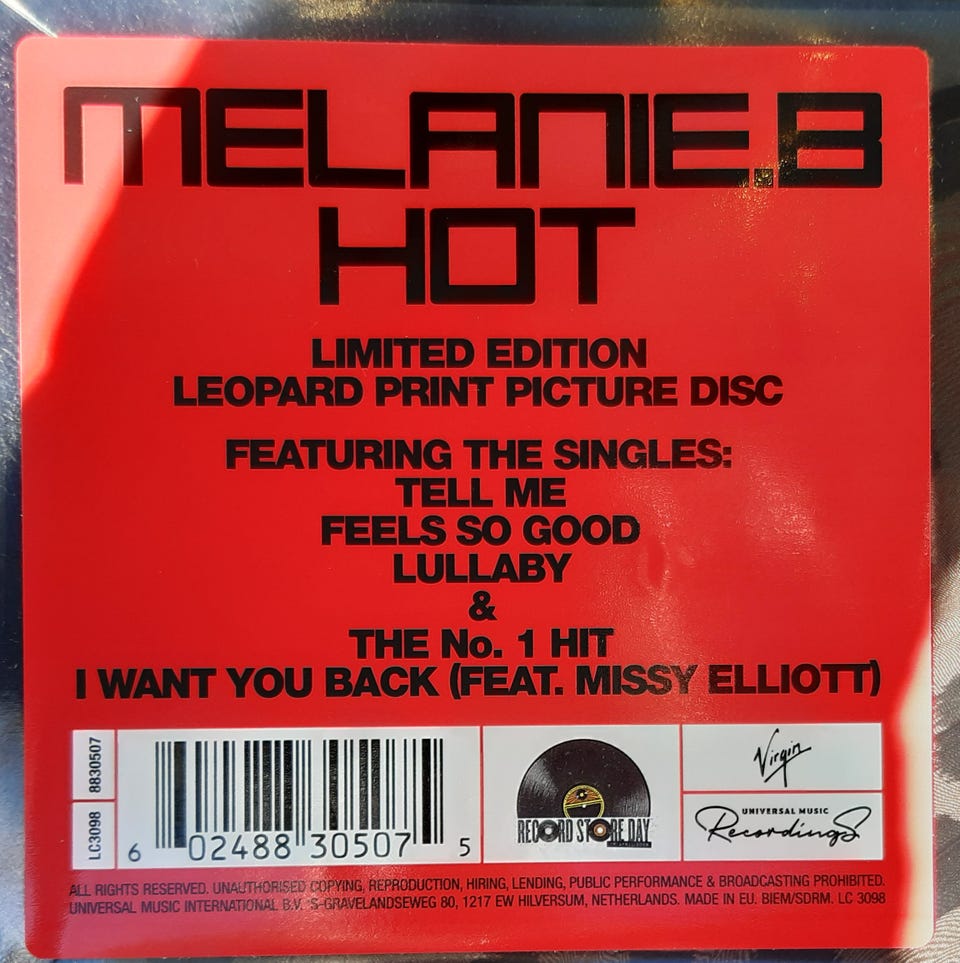 MELANIE.B
HOT
LIMITED EDITION
LEOPARD PRINT PICTURE DISC
FEATURING THE SINGLES:
TELL ME
FEELS SO GOOD
LULLABY
&
THE No. 1 HIT
I WANT YOU BACK (FEAT. MISSY ELLIOTT)
8830507
LC3098
6 02488 30507 5
RECORD STORE DAY
Virgin
UNIVERSAL MUSIC
Recordings
ALL RIGHTS RESERVED. UNAUTHORISED COPYING, REPRODUCTION, HIRING, LENDING, PUBLIC PERFORMANCE & BROADCASTING PROHIBITED.
UNIVERSAL MUSIC INTERNATIONAL B.V. 'S-GRAVELANDSEWEG 80, 1217 EW HILVERSUM, NETHERLANDS. MADE IN EU. BIEM/SDRM. LC 3098